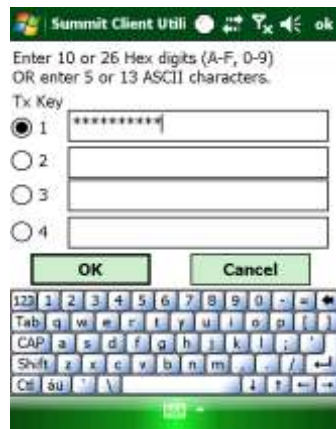 Summit Client Utili ok
Enter 10 or 26 Hex digits (A-F, 0-9)
OR enter 5 or 13 ASCII characters.
Tx Key
1 **********
2
3
4
OK Cancel
123 1 2 3 4 5 6 7 8 9 0 - =
Tab q w e r t y u i o p [ ]
CAP a s d f g h j k l ; '
Shift z x c v b n m , . /
Ctl áü ` \